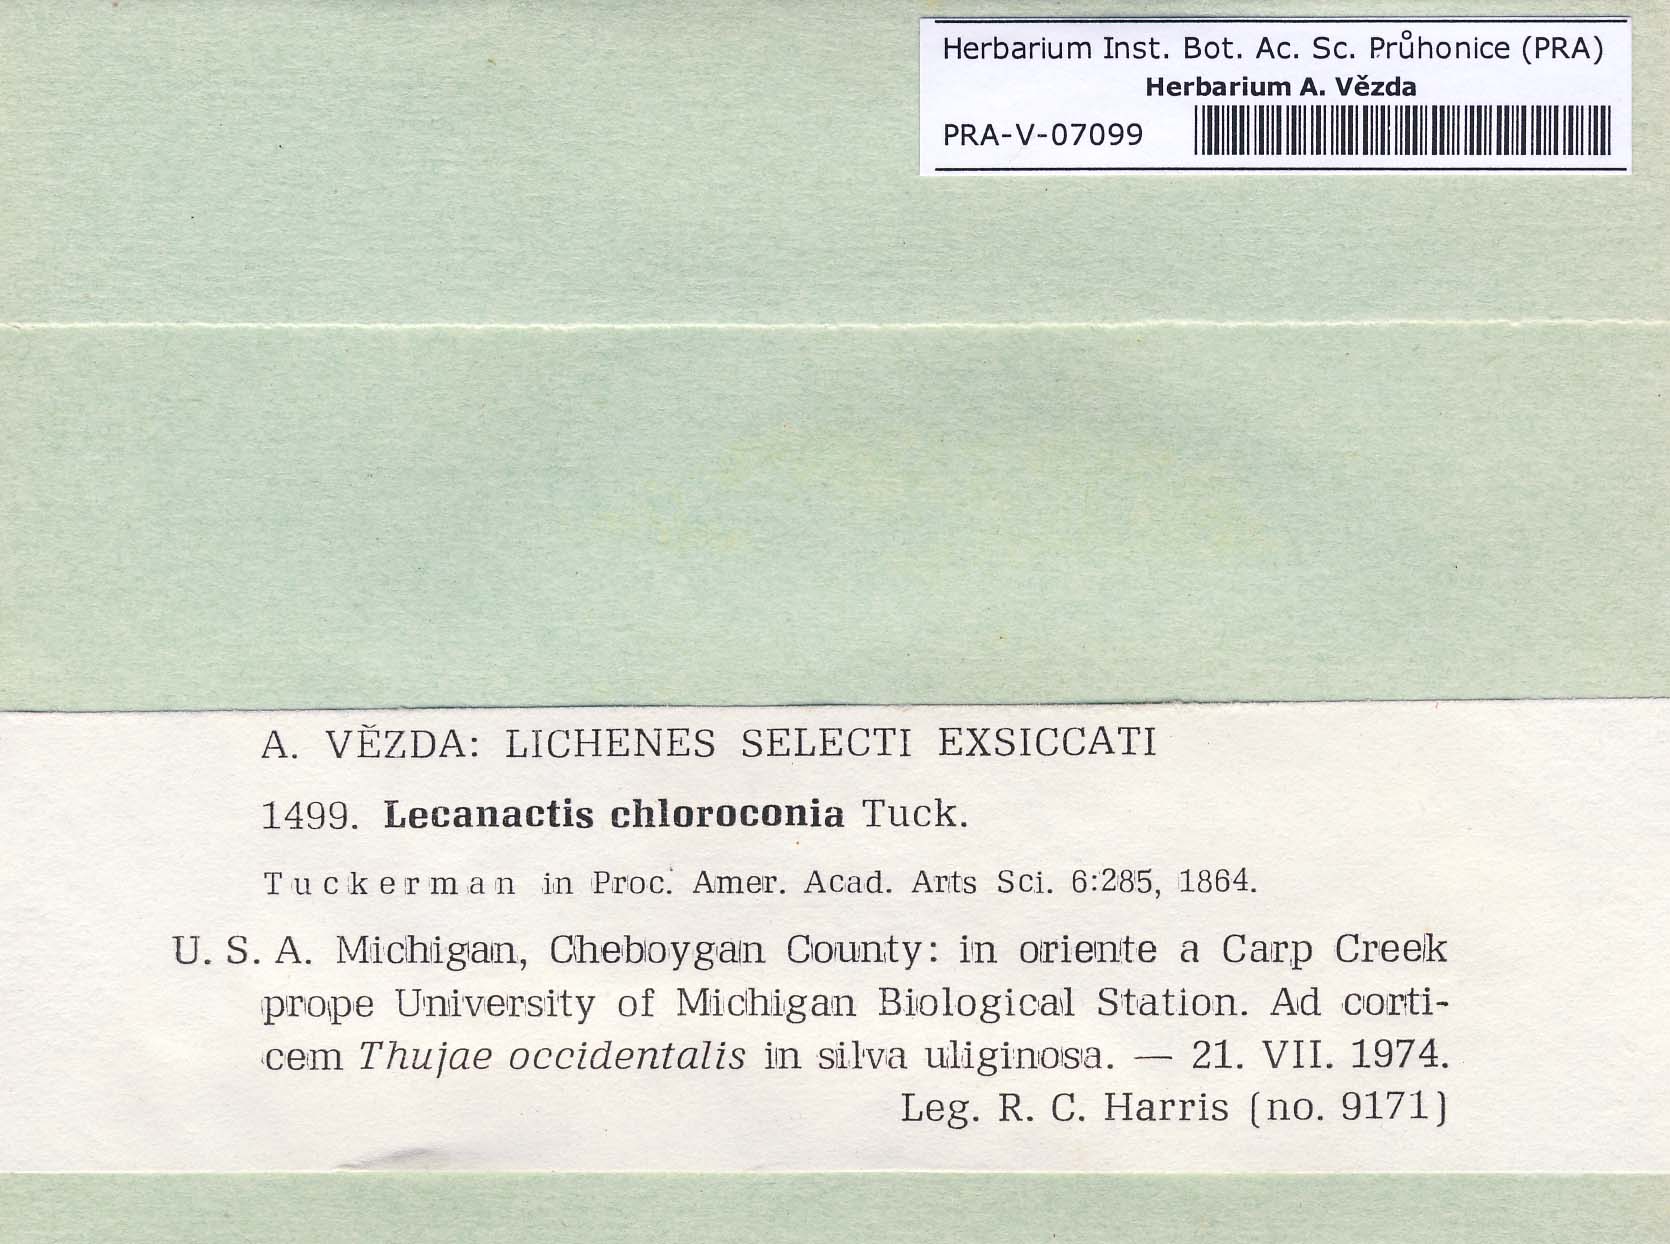 Herbarium Inst. Bot. Ac. Sc. Průhonice (PRA)
Herbarium A. Vězda
PRA-V-07099
A. VĚZDA: LICHENES SELECTI EXSICCATI
1499. Lecanactis chloroconia Tuck.
Tuckerman in Proc. Amer. Acad. Arts Sci. 6:285, 1864.
U. S. A. Michigan, Cheboygan County: in oriente a Carp Creek
prope University of Michigan Biological Station. Ad corti-
cem Thujae occidentalis in silva uliginosa. — 21. VII. 1974.
Leg. R. C. Harris (no. 9171)